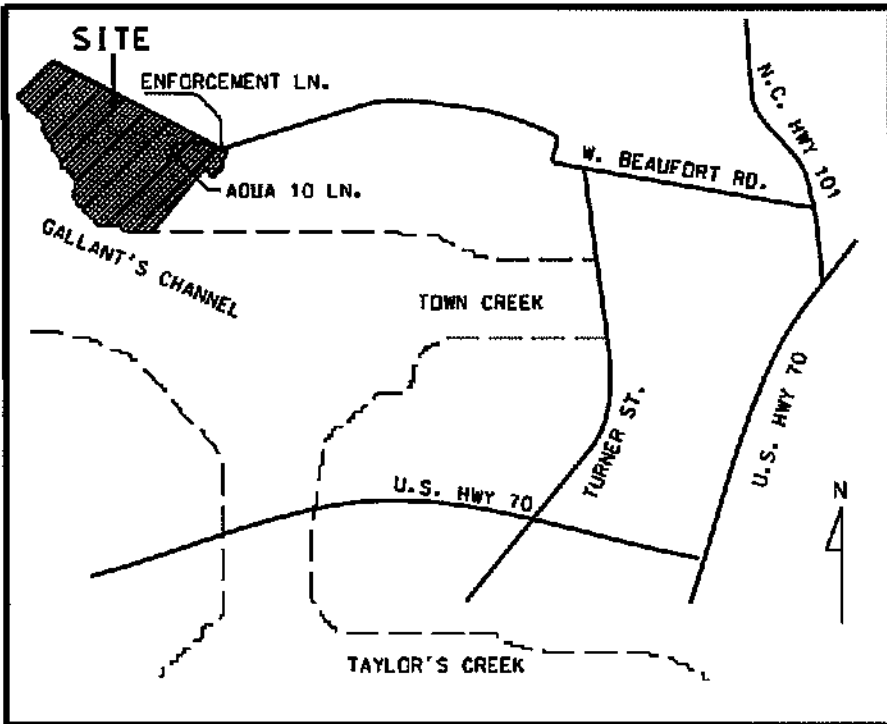 SITE
ENFORCEMENT LN.
N.C. HWY 101
W. BEAUFORT RD.
AQUA 10 LN.
GALLANT'S CHANNEL
TOWN CREEK
U.S. HWY 70
TURNER ST.
U.S. HWY 70
N
TAYLOR'S CREEK